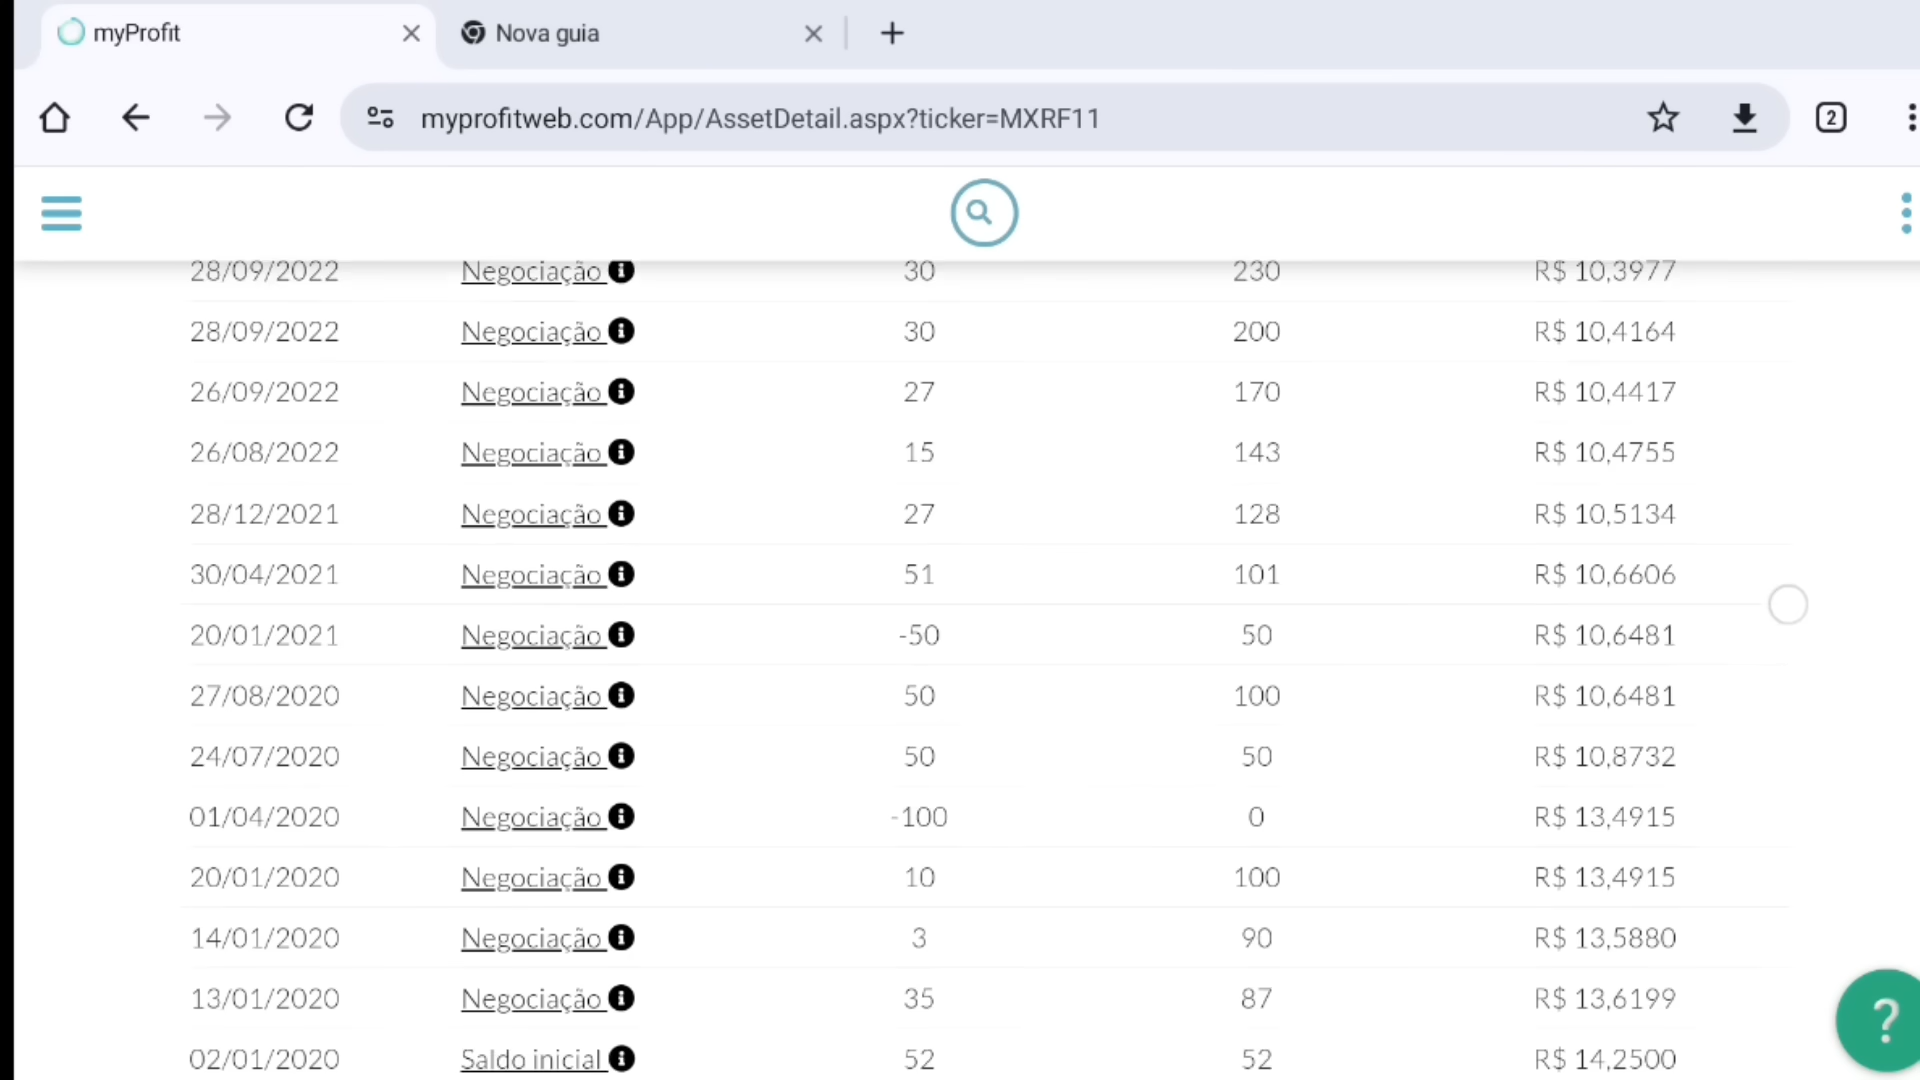 myProfit
Nova guia
myprofitweb.com/App/AssetDetail.aspx?ticker=MXRF11
2
28/09/2022 Negociação 30 230 R$ 10,3977
28/09/2022 Negociação 30 200 R$ 10,4164
26/09/2022 Negociação 27 170 R$ 10,4417
26/08/2022 Negociação 15 143 R$ 10,4755
28/12/2021 Negociação 27 128 R$ 10,5134
30/04/2021 Negociação 51 101 R$ 10,6606
20/01/2021 Negociação -50 50 R$ 10,6481
27/08/2020 Negociação 50 100 R$ 10,6481
24/07/2020 Negociação 50 50 R$ 10,8732
01/04/2020 Negociação -100 0 R$ 13,4915
20/01/2020 Negociação 10 100 R$ 13,4915
14/01/2020 Negociação 3 90 R$ 13,5880
13/01/2020 Negociação 35 87 R$ 13,6199
02/01/2020 Saldo inicial 52 52 R$ 14,2500
?